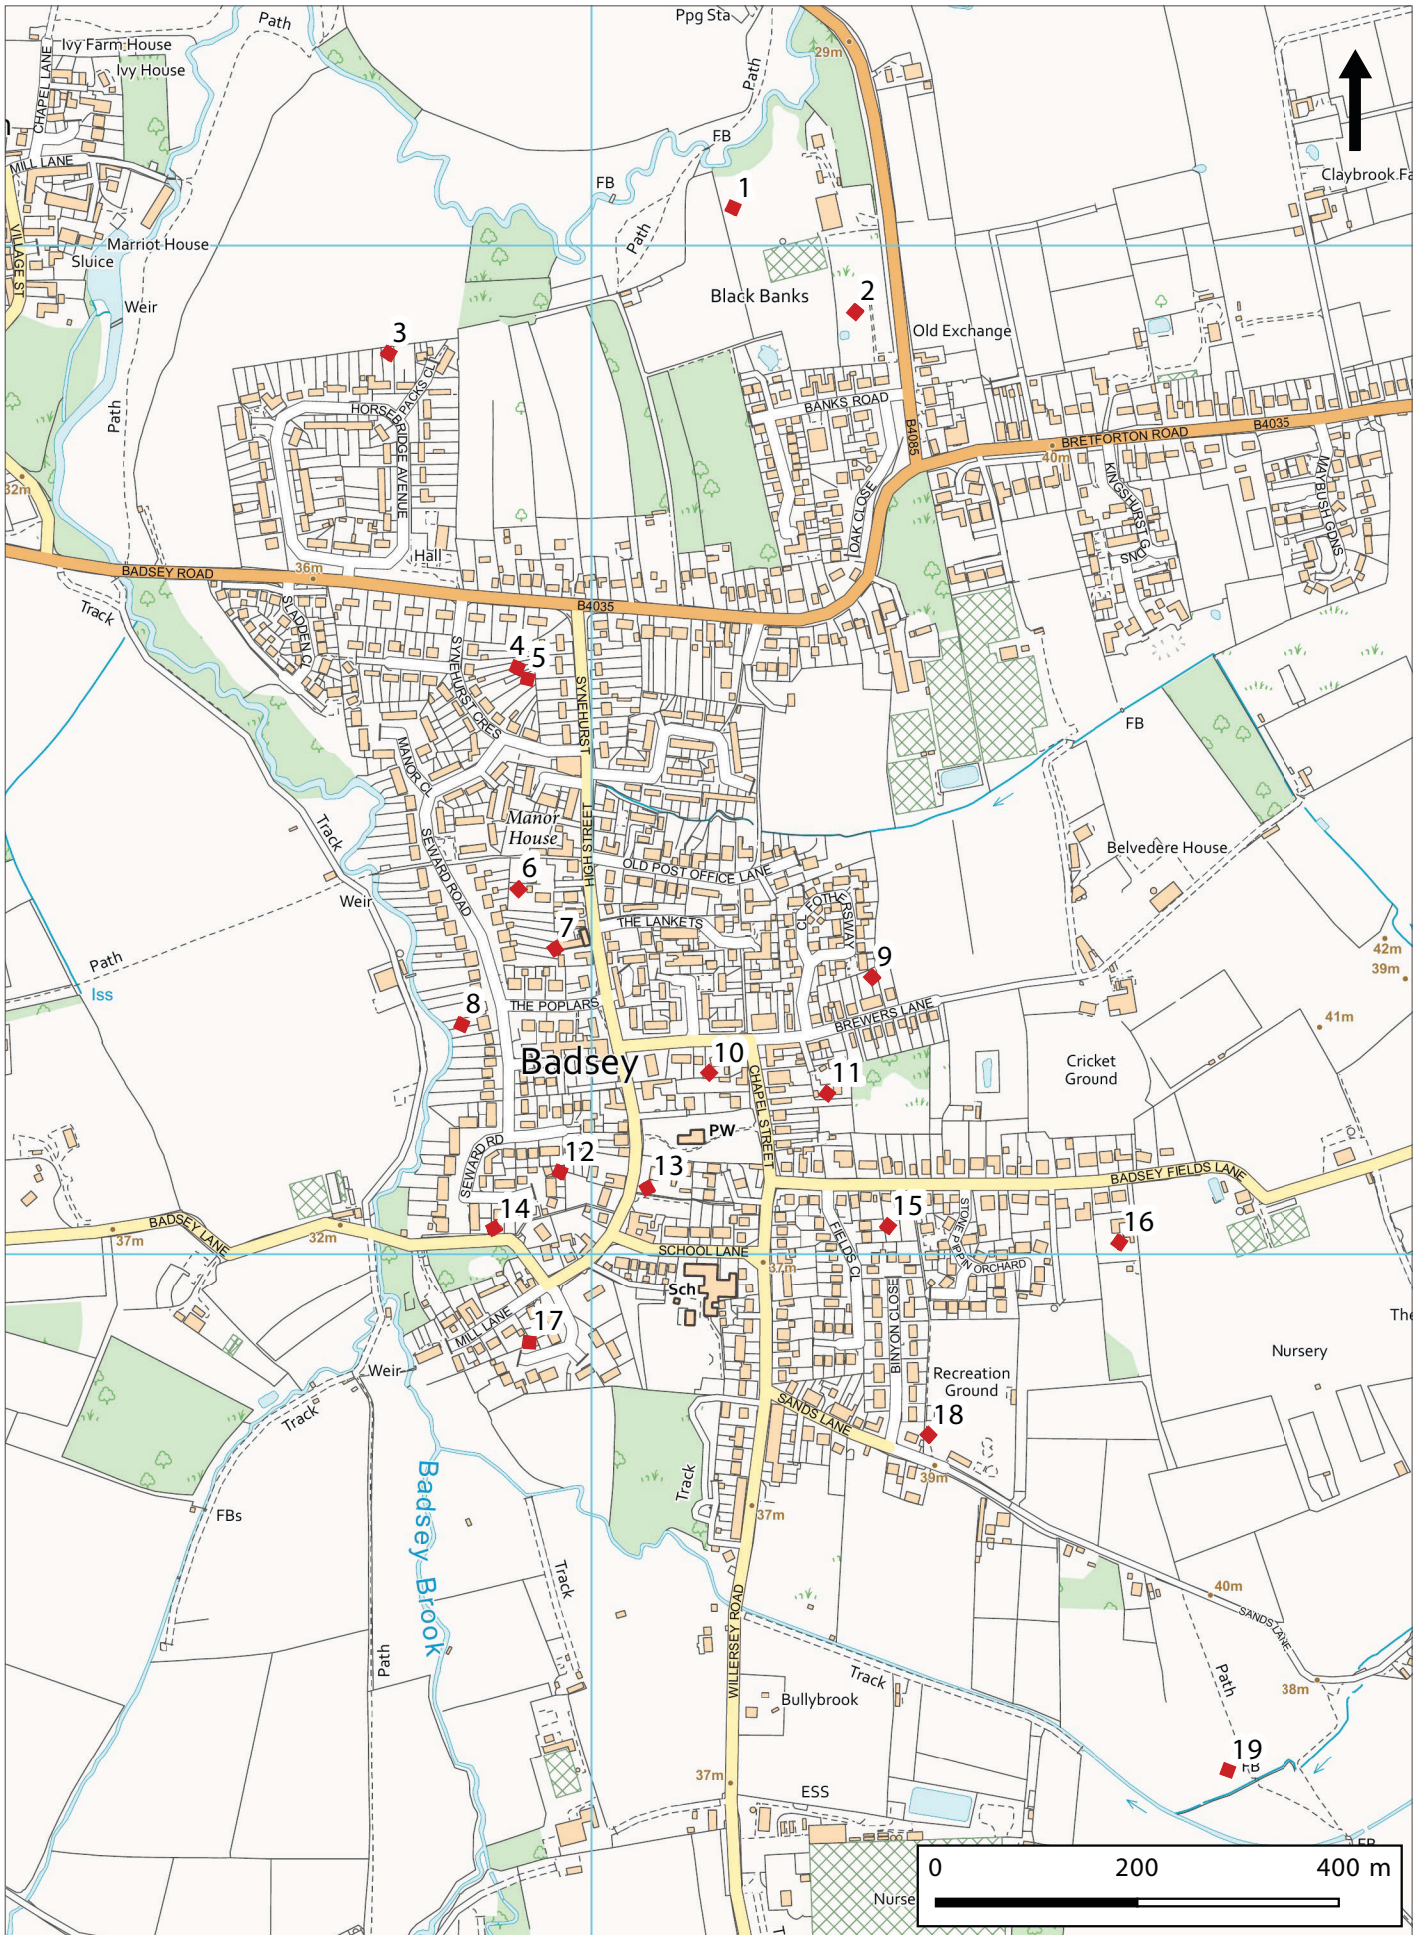 Path
Ppg Sta
29m
Ivy Farm House
Ivy House
CHAPEL LANE
Path
FB
MILL LANE
FB
1
Claybrook Fa
VILLAGE ST
Marriot House
Sluice
Path
Weir
Black Banks
2
Old Exchange
3
HORSEBRIDGE AVENUE
PACKS CL
BANKS ROAD
Path
B4085
BRETFORTON ROAD
B4035
40m
32m
KINGSHURST GDNS
MAYBUSH GDNS
OAK CLOSE
Hall
BADSEY ROAD
36m
B4035
Track
SLADDEN CL
SYNEHURST CRES
4
5
SYNEHURST
FB
MANOR CL
Track
Manor
House
HIGH STREET
SEWARD ROAD
OLD POST OFFICE LANE
Belvedere House
6
Weir
THE LANKETS
FOTHERSWAY
CL
7
42m
Path
39m
9
Iss
8
THE POPLARS
BREWERS LANE
41m
Badsey
10
Cricket
Ground
11
CHAPEL STREET
PW
SEWARD RD
12
13
BADSEY FIELDS LANE
14
15
STONE PIPPIN
ORCHARD
16
BADSEY LANE
37m
32m
FIELDS CL
SCHOOL LANE
37m
Sch
MILL LANE
17
BINYON CLOSE
The
Nursery
Weir
Recreation
Ground
Track
SANDS LANE
18
39m
Badsey Brook
Track
37m
FBs
Track
40m
SANDS LANE
WILLERSEY ROAD
Path
Track
Path
38m
Bullybrook
19
FB
37m
ESS
FB
Nurse
0 200 400 m